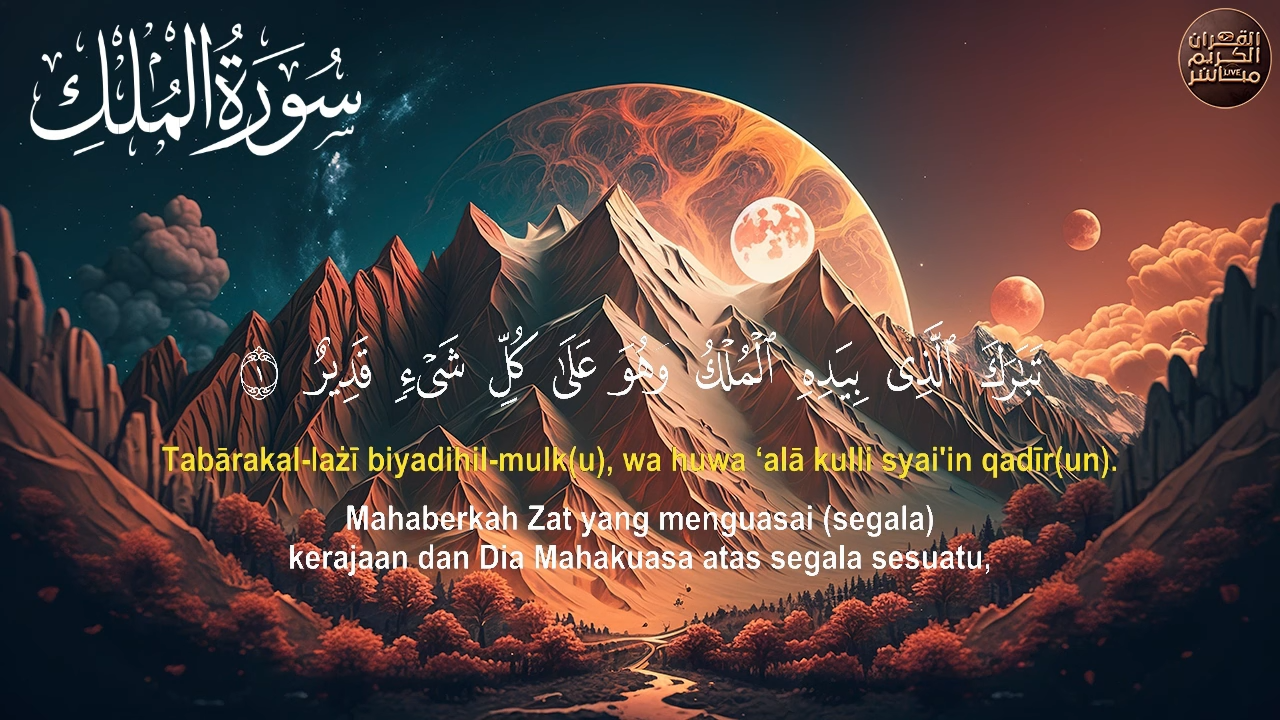 سُورَةُ الْمُلْكِ
القرآن
الكريم
مباشر
LIVE
تَبَٰرَكَ ٱلَّذِى بِيَدِهِ ٱلْمُلْكُ وَهُوَ عَلَىٰ كُلِّ شَىْءٍ قَدِيرٌ ١
Tabārakal-lażī biyadihil-mulk(u), wa huwa ‘alā kulli syai'in qadīr(un).
Mahaberkah Zat yang menguasai (segala)
kerajaan dan Dia Mahakuasa atas segala sesuatu,